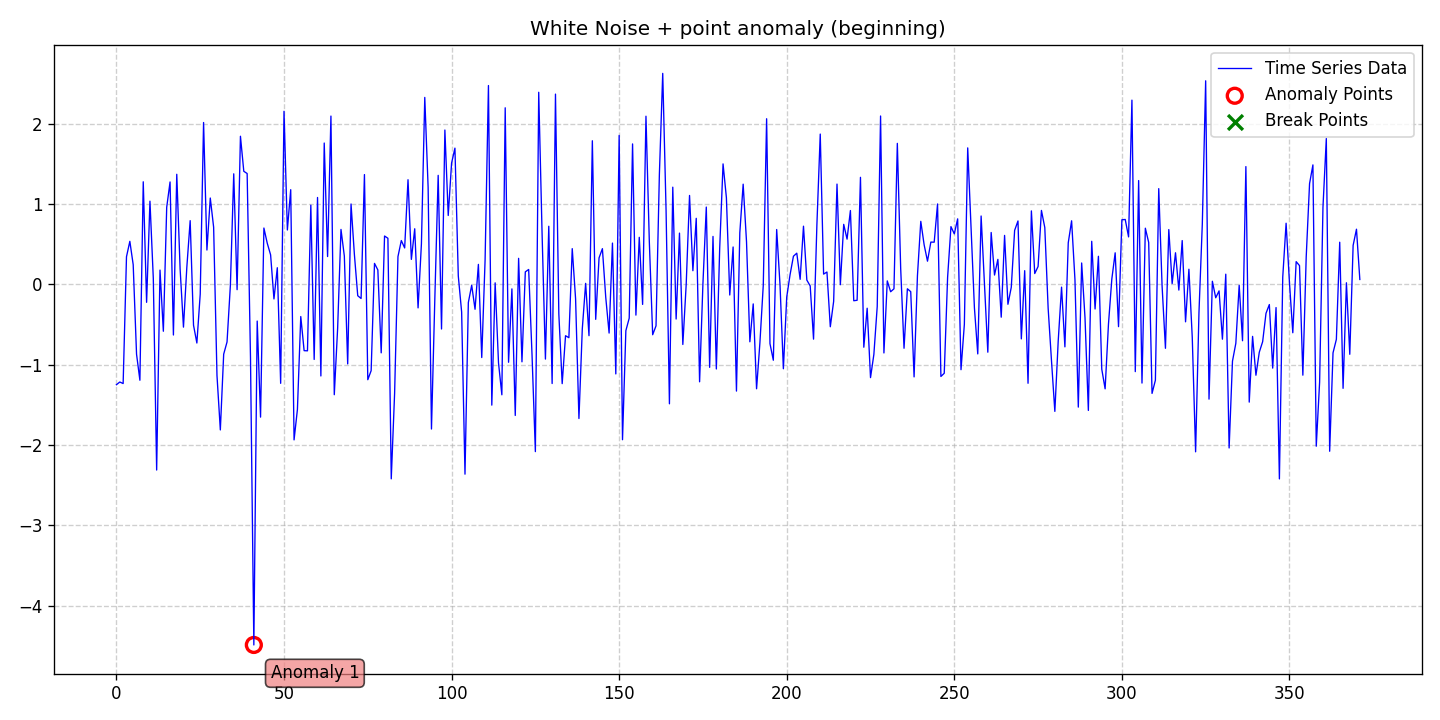 White Noise + point anomaly (beginning)
Time Series Data
Anomaly Points
Break Points
2
1
0
−1
−2
−3
−4
Anomaly 1
0 50 100 150 200 250 300 350